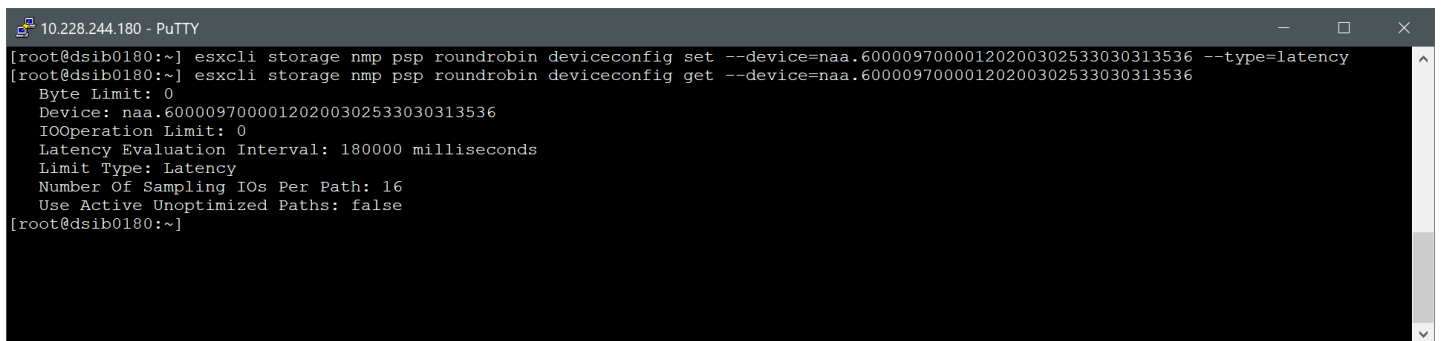 10.228.244.180 - PuTTY
[root@dsib0180:~] esxcli storage nmp psp roundrobin deviceconfig set --device=naa.60000970000120200302533030313536 --type=latency
[root@dsib0180:~] esxcli storage nmp psp roundrobin deviceconfig get --device=naa.60000970000120200302533030313536
   Byte Limit: 0
   Device: naa.60000970000120200302533030313536
   IOOperation Limit: 0
   Latency Evaluation Interval: 180000 milliseconds
   Limit Type: Latency
   Number Of Sampling IOs Per Path: 16
   Use Active Unoptimized Paths: false
[root@dsib0180:~]